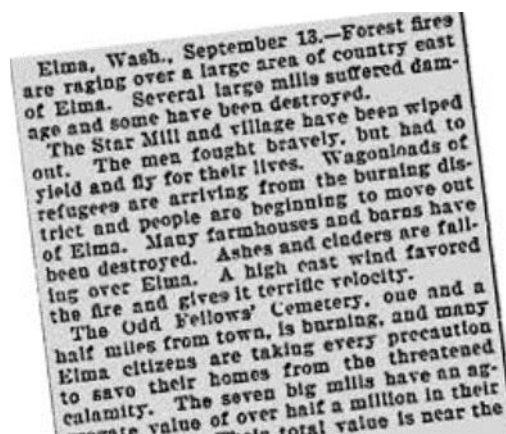 Elma, Wash., September 13.—Forest fires
are raging over a large area of country east
of Elma. Several large mills suffered dam-
age and some have been destroyed.
The Star Mill and village have been wiped
out. The men fought bravely, but had to
yield and fly for their lives. Wagonloads of
refugees are arriving from the burning dis-
trict and people are beginning to move out
of Elma. Many farmhouses and barns have
been destroyed. Ashes and cinders are fall-
ing over Elma. A high east wind favored
the fire and gives it terrific velocity.
The Odd Fellows' Cemetery, one and a
half miles from town, is burning, and many
Elma citizens are taking every precaution
to save their homes from the threatened
calamity. The seven big mills have an ag-
value of over half a million in their
total value is near the